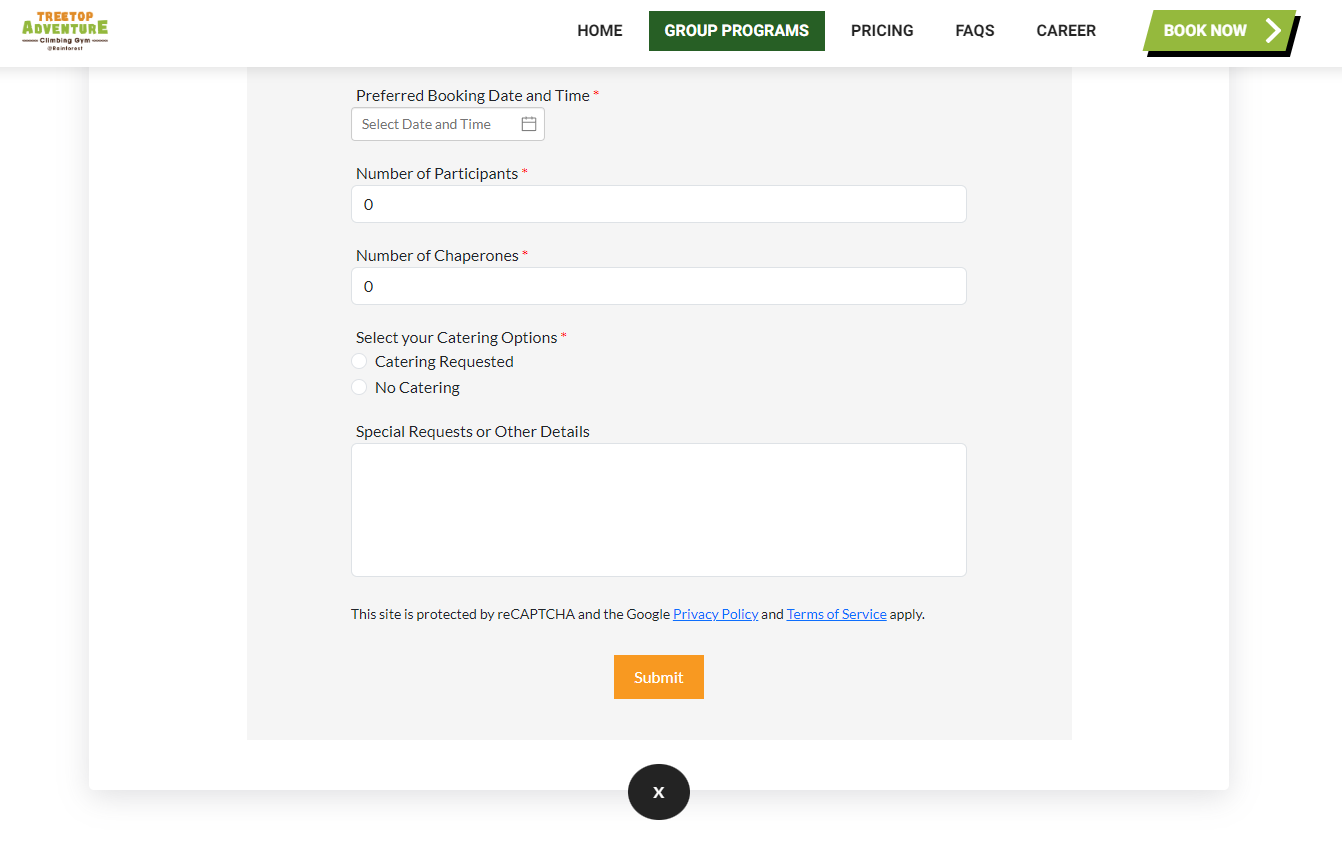 TREETOP
ADVENTURE
Climbing Gym
@Rainforest
HOME
GROUP PROGRAMS
PRICING
FAQS
CAREER
BOOK NOW
Preferred Booking Date and Time *
Select Date and Time
Number of Participants *
0
Number of Chaperones *
0
Select your Catering Options *
Catering Requested
No Catering
Special Requests or Other Details
This site is protected by reCAPTCHA and the Google Privacy Policy and Terms of Service apply.
Submit
X